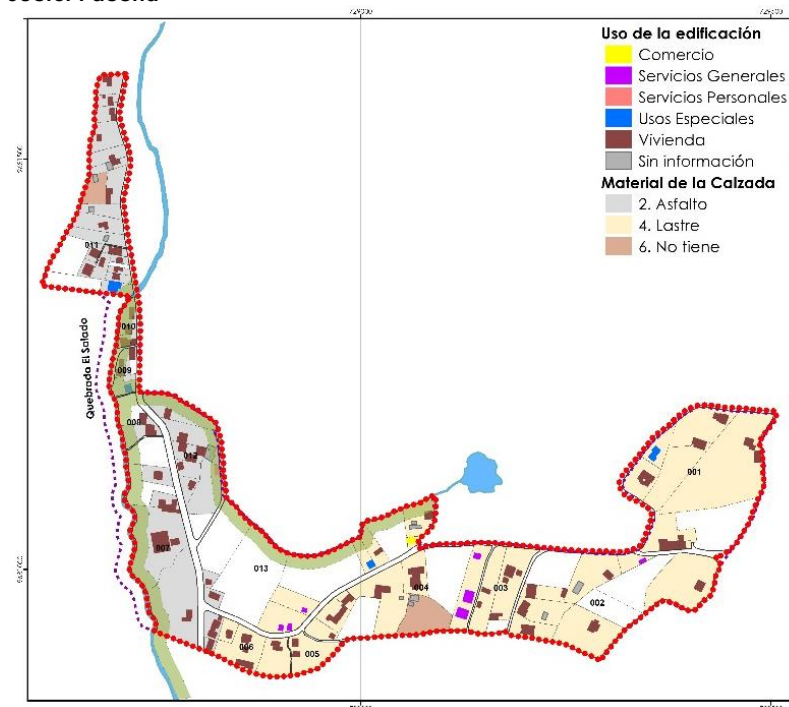 729000
Uso de la edificación
Comercio
Servicios Generales
Servicios Personales
Usos Especiales
Vivienda
Sin información
Material de la Calzada
2. Asfalto
4. Lastre
6. No tiene
011
010
Quebrada El Salado
009
008
012
001
007
013
004
003
002
006
005